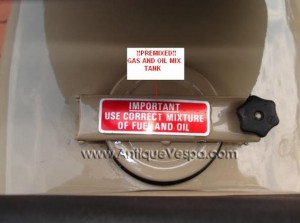 !!PREMIXED!!
GAS AND OIL MIX
TANK
IMPORTANT
USE CORRECT MIXTURE
OF FUEL AND OIL
www.AntiqueVespa.com